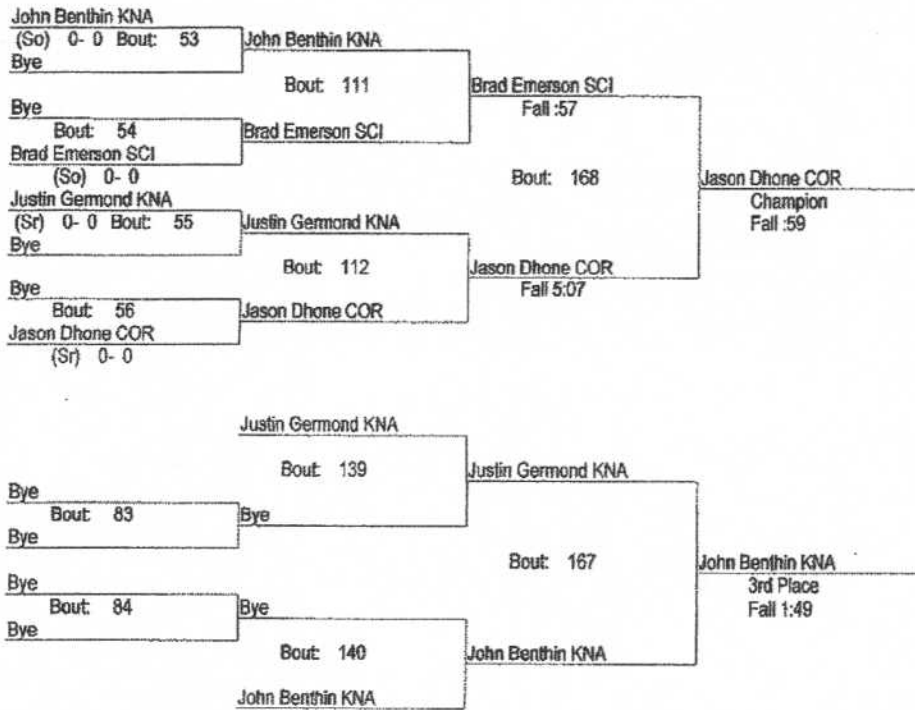 John Benthin KNA
(So) 0- 0 Bout: 53
Bye
John Benthin KNA
Bout: 111
Bye
Bout: 54
Brad Emerson SCI
(So) 0- 0
Brad Emerson SCI
Brad Emerson SCI
Fall :57
Justin Germond KNA
(Sr) 0- 0 Bout: 55
Bye
Justin Germond KNA
Bout: 112
Bye
Bout: 56
Jason Dhone COR
(Sr) 0- 0
Jason Dhone COR
Jason Dhone COR
Fall 5:07
Bout: 168
Jason Dhone COR
Champion
Fall :59
Justin Germond KNA
Bout: 139
Bye
Bout: 83
Bye
Bye
Justin Germond KNA
Bye
Bout: 84
Bye
Bye
Bout: 140
John Benthin KNA
John Benthin KNA
Bout: 167
John Benthin KNA
3rd Place
Fall 1:49